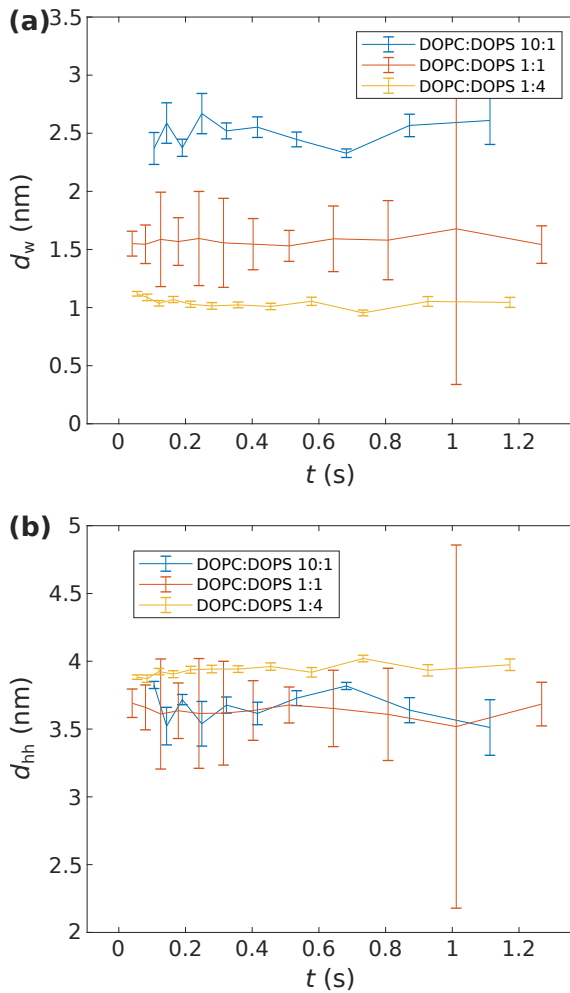 (a)
3.5
3
2.5
2
1.5
1
0.5
0
d_w (nm)
DOPC:DOPS 10:1
DOPC:DOPS 1:1
DOPC:DOPS 1:4
0 0.2 0.4 0.6 0.8 1 1.2
t (s)
(b)
5
4.5
4
3.5
3
2.5
2
d_hh (nm)
DOPC:DOPS 10:1
DOPC:DOPS 1:1
DOPC:DOPS 1:4
0 0.2 0.4 0.6 0.8 1 1.2
t (s)